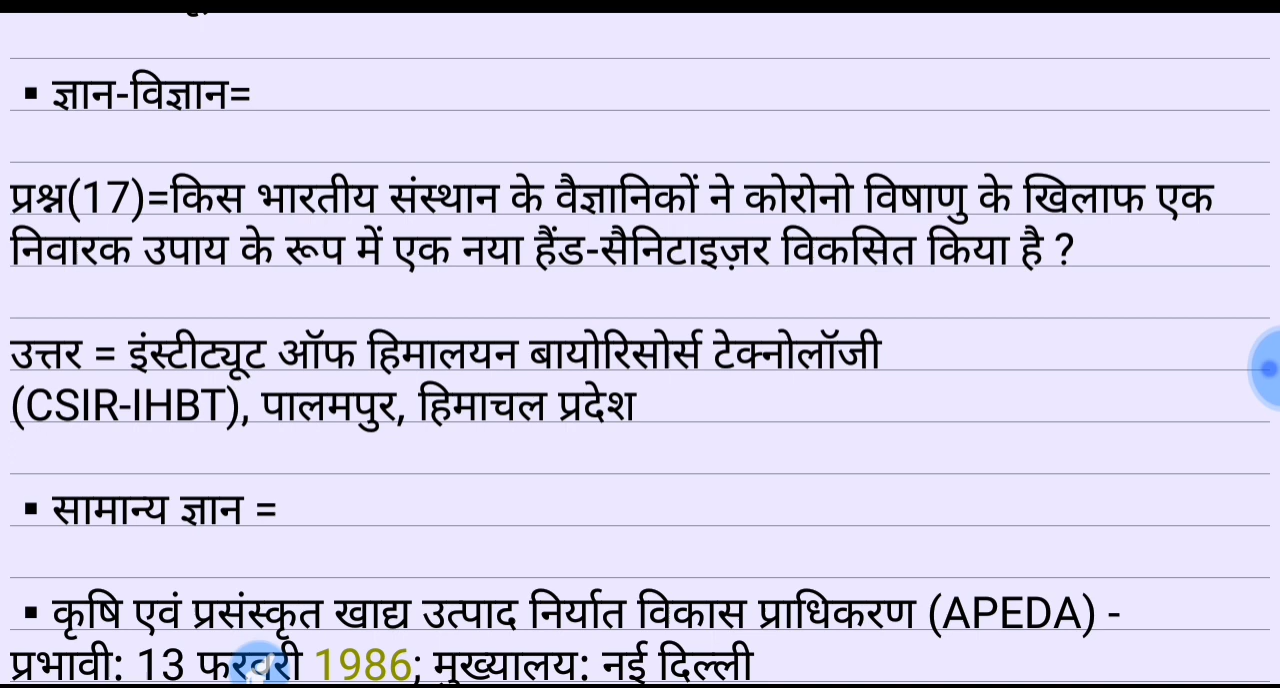 ▪ ज्ञान-विज्ञान=
प्रश्न(17)=किस भारतीय संस्थान के वैज्ञानिकों ने कोरोनो विषाणु के खिलाफ एक
निवारक उपाय के रूप में एक नया हैंड-सैनिटाइज़र विकसित किया है ?
उत्तर = इंस्टीट्यूट ऑफ हिमालयन बायोरिसोर्स टेक्नोलॉजी
(CSIR-IHBT), पालमपुर, हिमाचल प्रदेश
▪ सामान्य ज्ञान =
▪ कृषि एवं प्रसंस्कृत खाद्य उत्पाद निर्यात विकास प्राधिकरण (APEDA) -
प्रभावी: 13 फरवरी 1986; मुख्यालय: नई दिल्ली